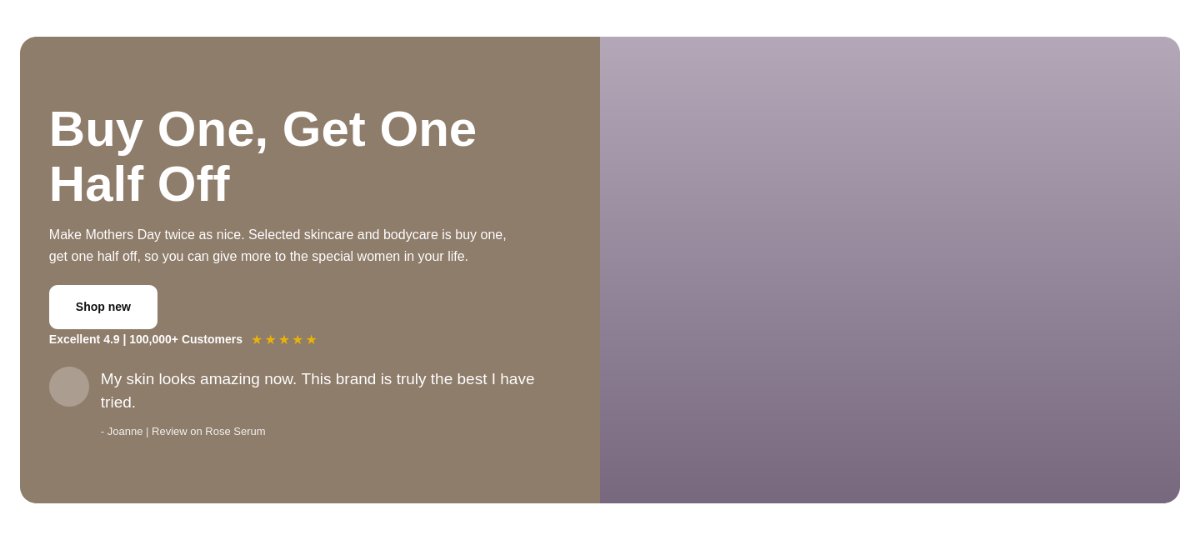 Buy One, Get One
Half Off
Make Mothers Day twice as nice. Selected skincare and bodycare is buy one,
get one half off, so you can give more to the special women in your life.
Shop new
Excellent 4.9 | 100,000+ Customers ★★★★★
My skin looks amazing now. This brand is truly the best I have
tried.
- Joanne | Review on Rose Serum